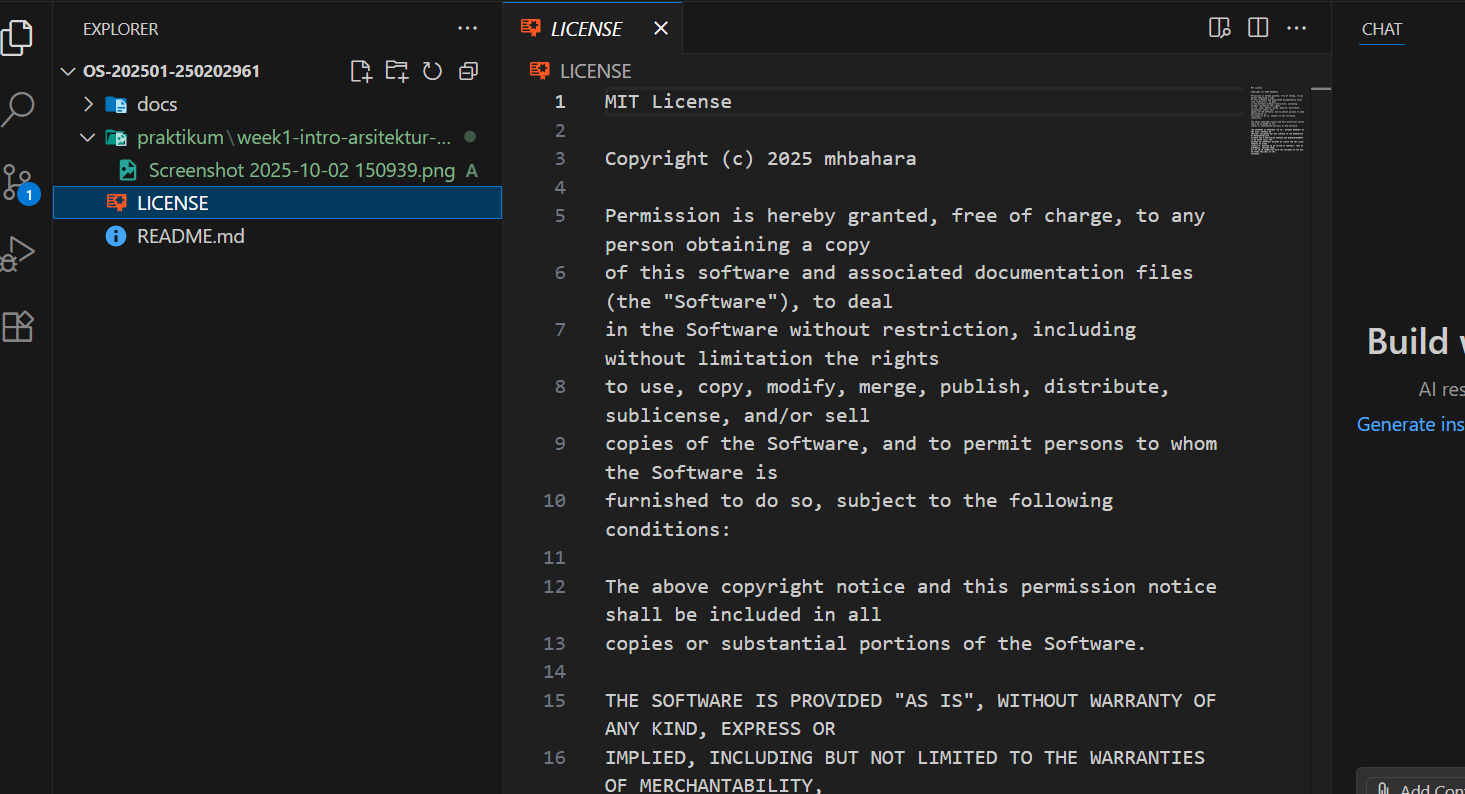 EXPLORER
OS-202501-250202961
docs
praktikum\week1-intro-arsitektur-...
Screenshot 2025-10-02 150939.png A
LICENSE
README.md
1
LICENSE
LICENSE
1 MIT License
2
3 Copyright (c) 2025 mhbahara
4
5 Permission is hereby granted, free of charge, to any
person obtaining a copy
6 of this software and associated documentation files
(the "Software"), to deal
7 in the Software without restriction, including
without limitation the rights
8 to use, copy, modify, merge, publish, distribute,
sublicense, and/or sell
9 copies of the Software, and to permit persons to whom
the Software is
10 furnished to do so, subject to the following
conditions:
11
12 The above copyright notice and this permission notice
shall be included in all
13 copies or substantial portions of the Software.
14
15 THE SOFTWARE IS PROVIDED "AS IS", WITHOUT WARRANTY OF
ANY KIND, EXPRESS OR
16 IMPLIED, INCLUDING BUT NOT LIMITED TO THE WARRANTIES
OF MERCHANTABILITY,
CHAT
Build
AI res
Generate ins
Add Con